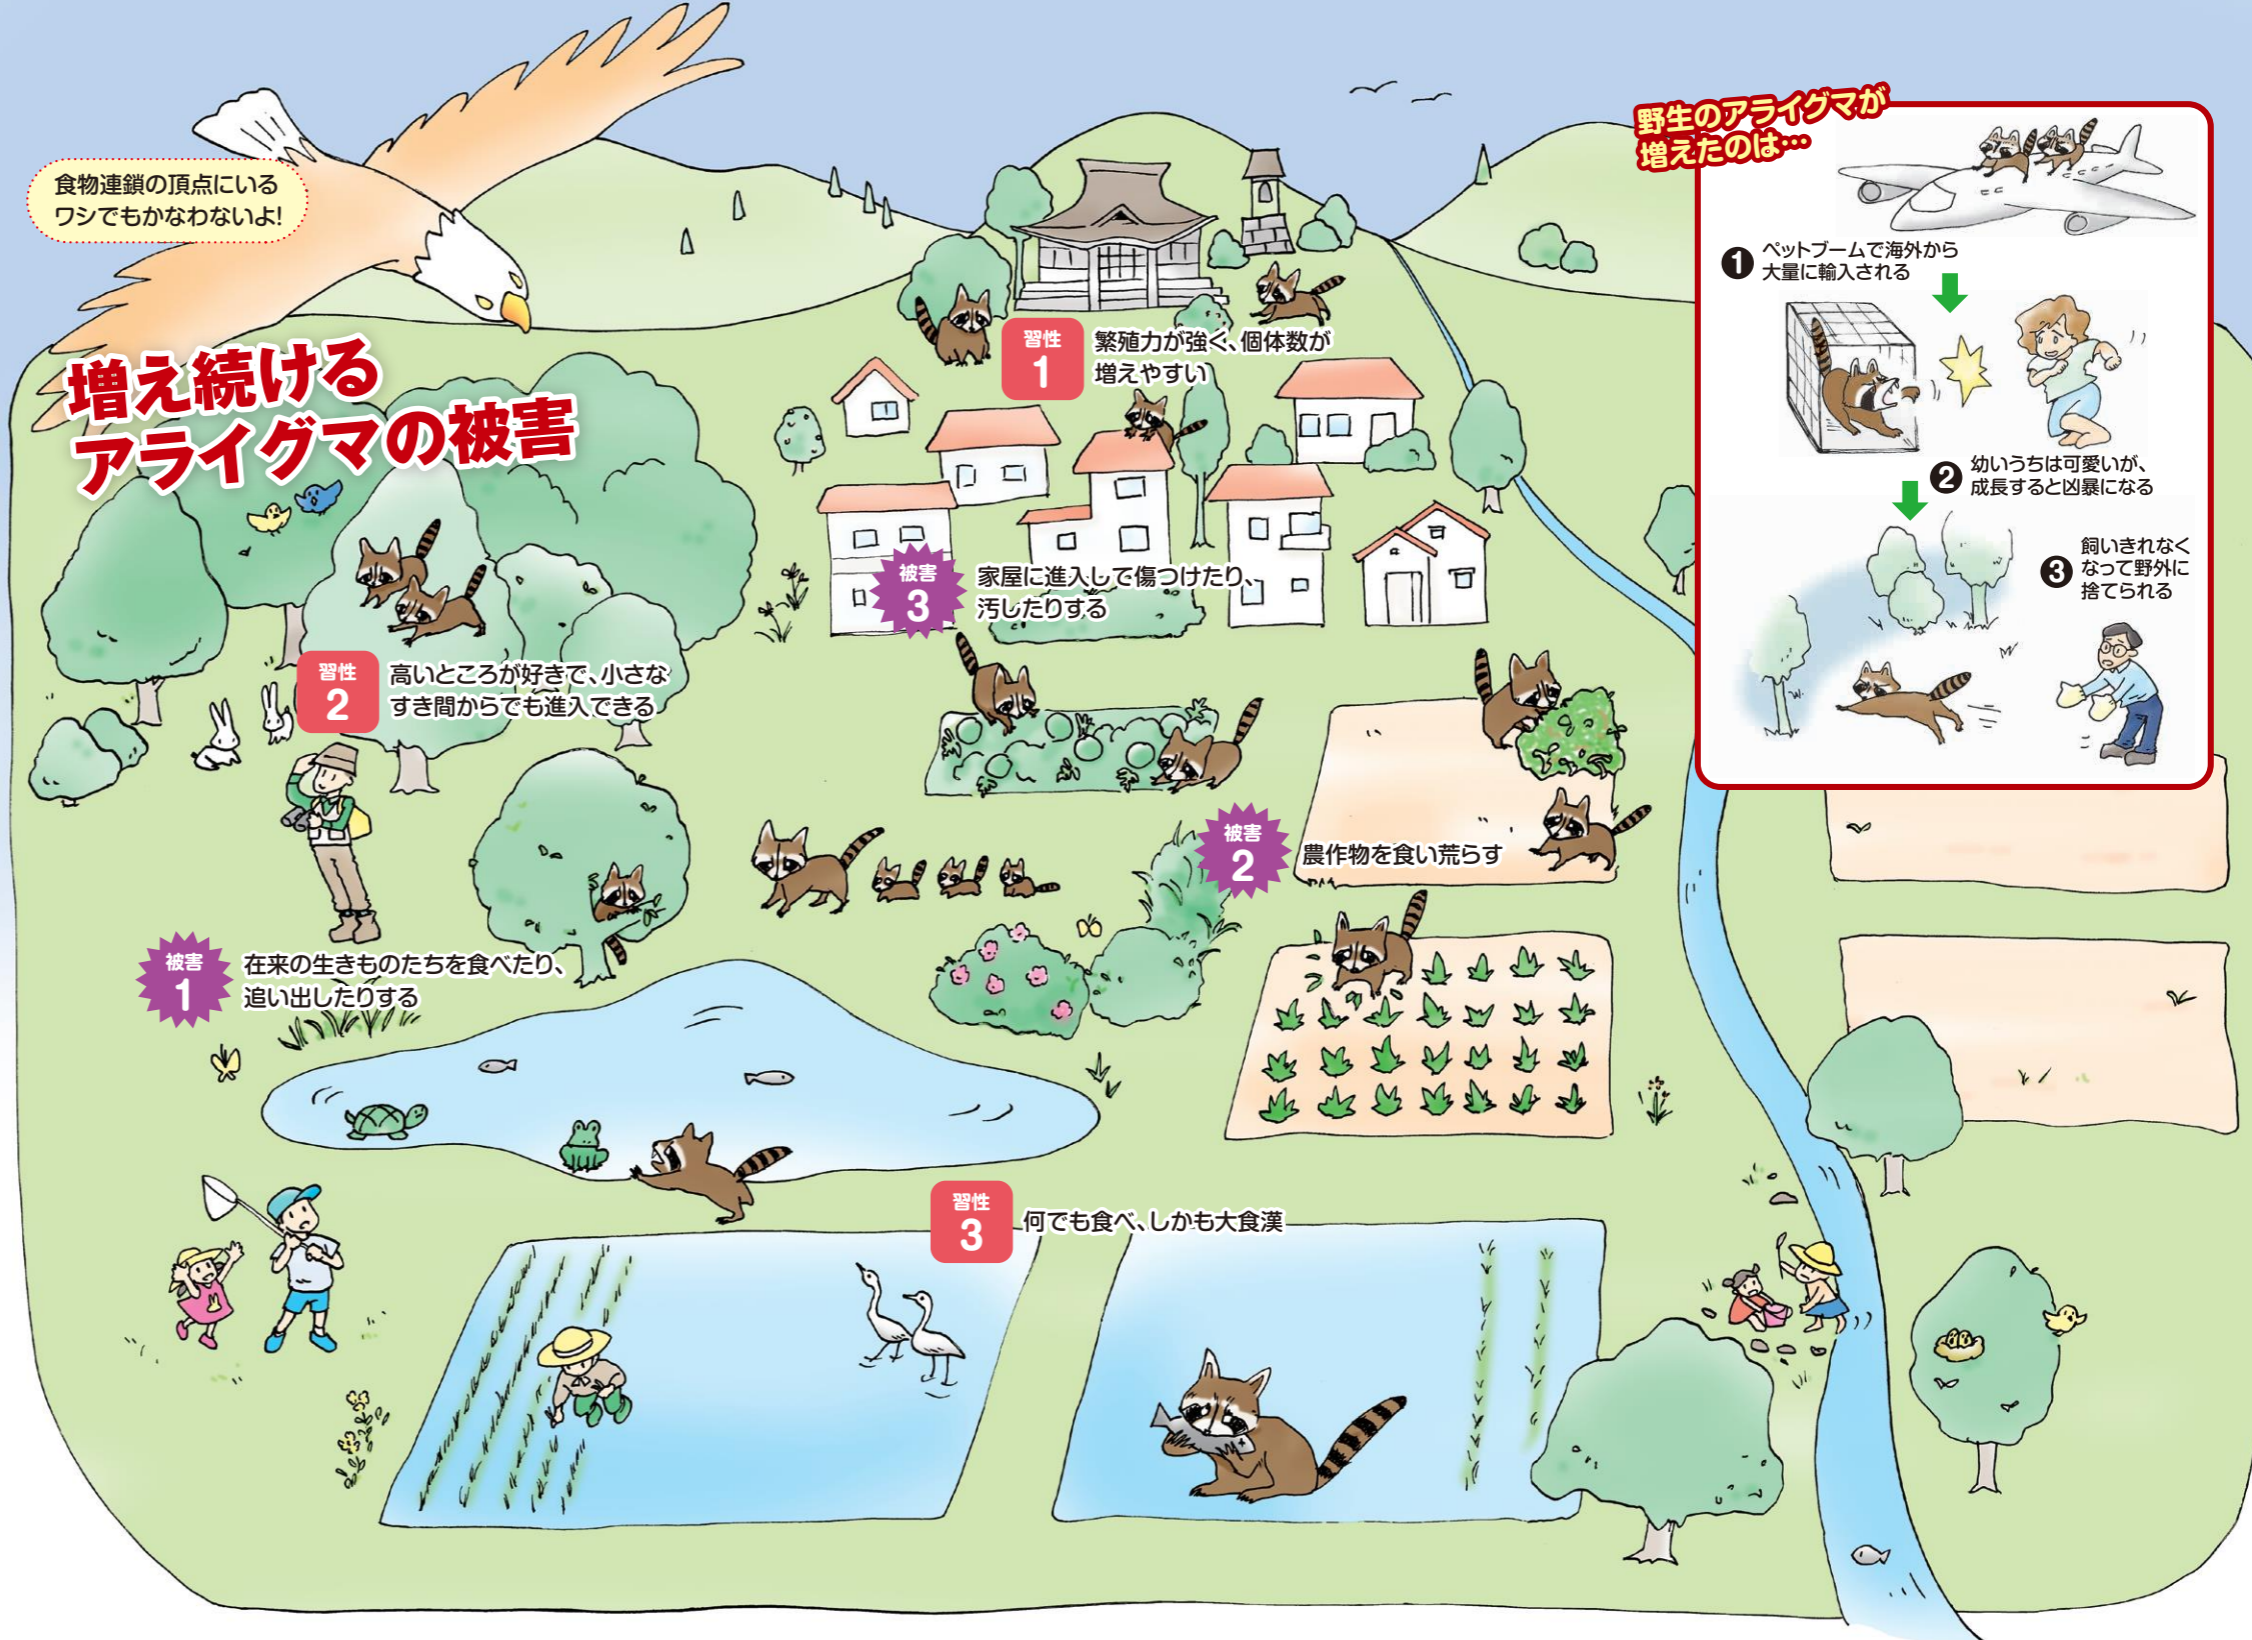 食物連鎖の頂点にいる
ワシでもかなわないよ!
増え続ける
アライグマの被害
習性
1
繁殖力が強く、個体数が
増えやすい
被害
3
家屋に進入して傷つけたり、
汚したりする
習性
2
高いところが好きで、小さな
すき間からでも進入できる
被害
2
農作物を食い荒らす
被害
1
在来の生きものたちを食べたり、
追い出したりする
習性
3
何でも食べ、しかも大食漢
野生のアライグマが
増えたのは…
❶ ペットブームで海外から
大量に輸入される
❷ 幼いうちは可愛いが、
成長すると凶暴になる
❸ 飼いきれなく
なって野外に
捨てられる